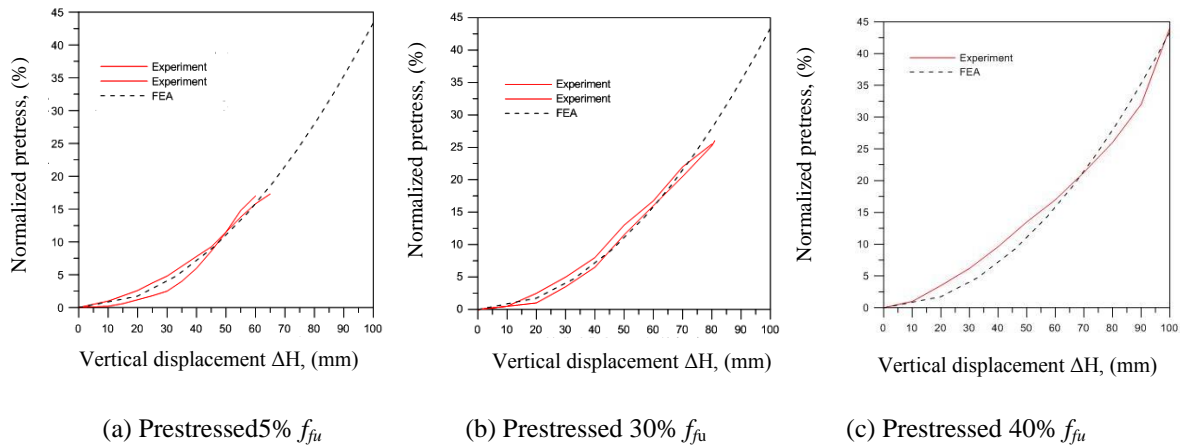 45
40
35
30
25
20
15
10
5
0
Normalized pretress, (%)
Experiment
Experiment
FEA
0 10 20 30 40 50 60 70 80 90 100
Vertical displacement ΔH, (mm)
(a) Prestressed5% f_fu
45
40
35
30
25
20
15
10
5
0
Normalized pretress, (%)
Experiment
Experiment
FEA
0 10 20 30 40 50 60 70 80 90 100
Vertical displacement ΔH, (mm)
(b) Prestressed 30% f_fu
45
40
35
30
25
20
15
10
5
0
Normalized pretress, (%)
Experiment
FEA
0 10 20 30 40 50 60 70 80 90 100
Vertical displacement ΔH, (mm)
(c) Prestressed 40% f_fu